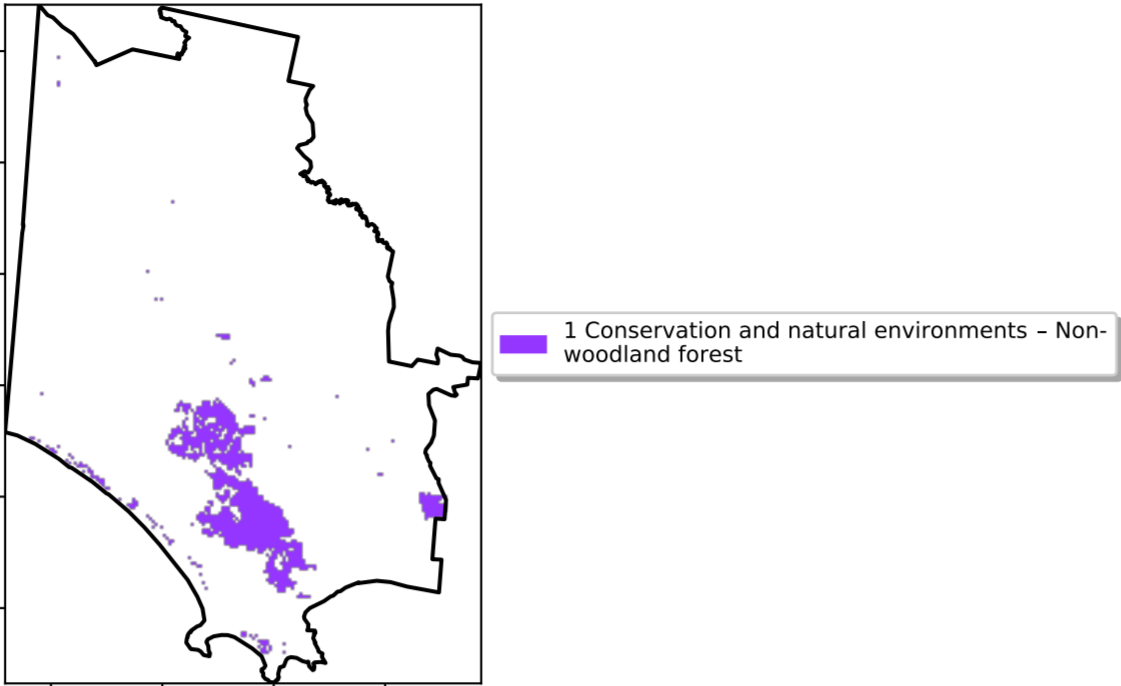 1 Conservation and natural environments – Non-
woodland forest